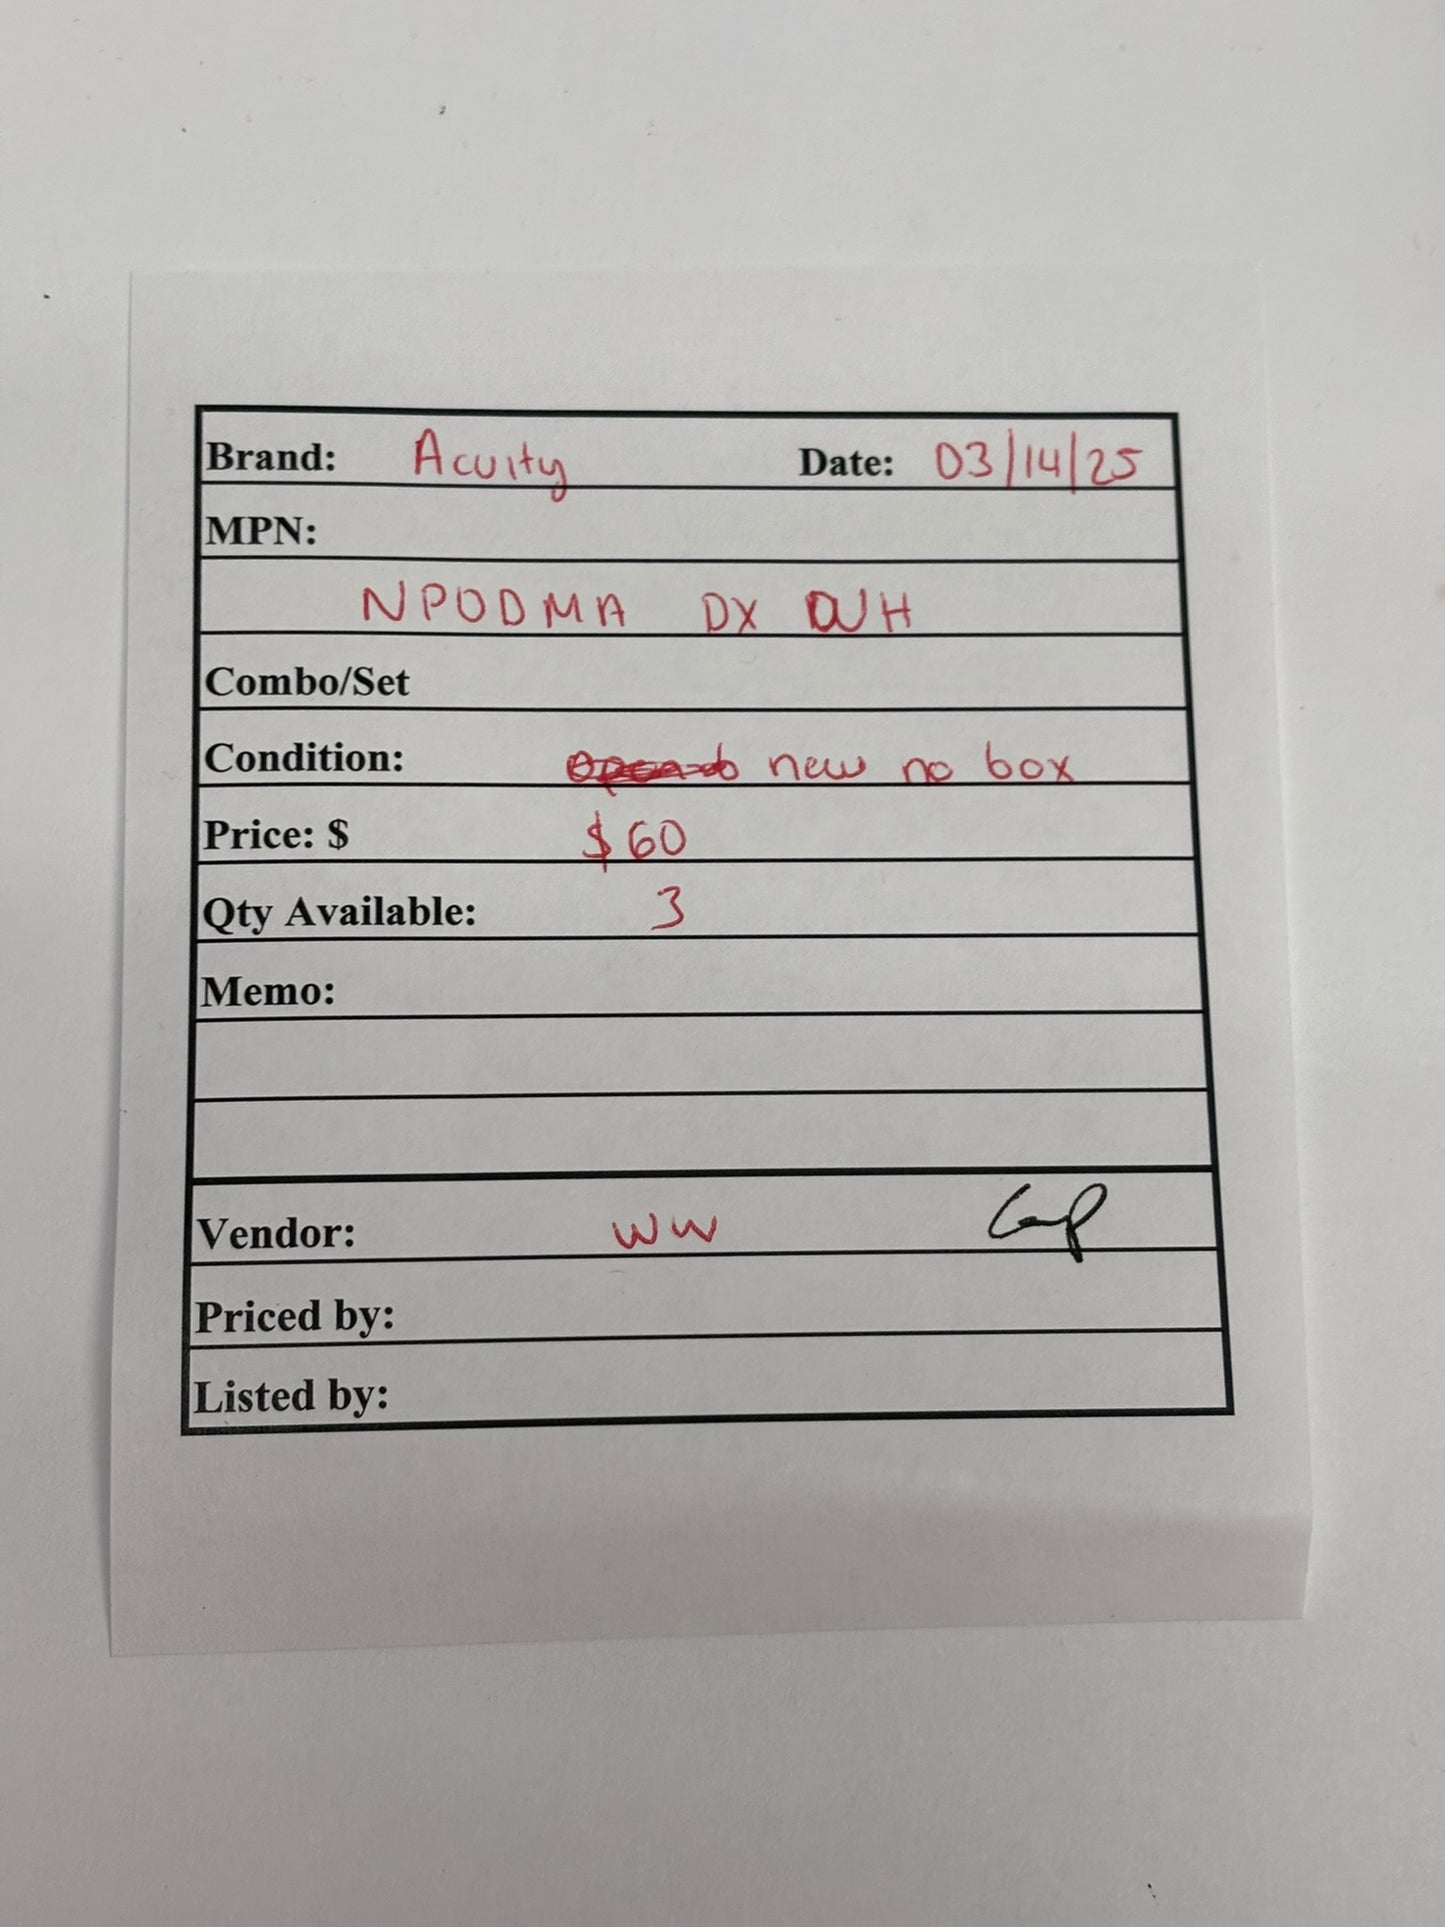 Brand: Acuity Date: 03/14/25
MPN:
NPODMA DX WH
Combo/Set
Condition: new no box
Price: $ $60
Qty Available: 3
Memo:
Vendor: WW
Priced by:
Listed by: